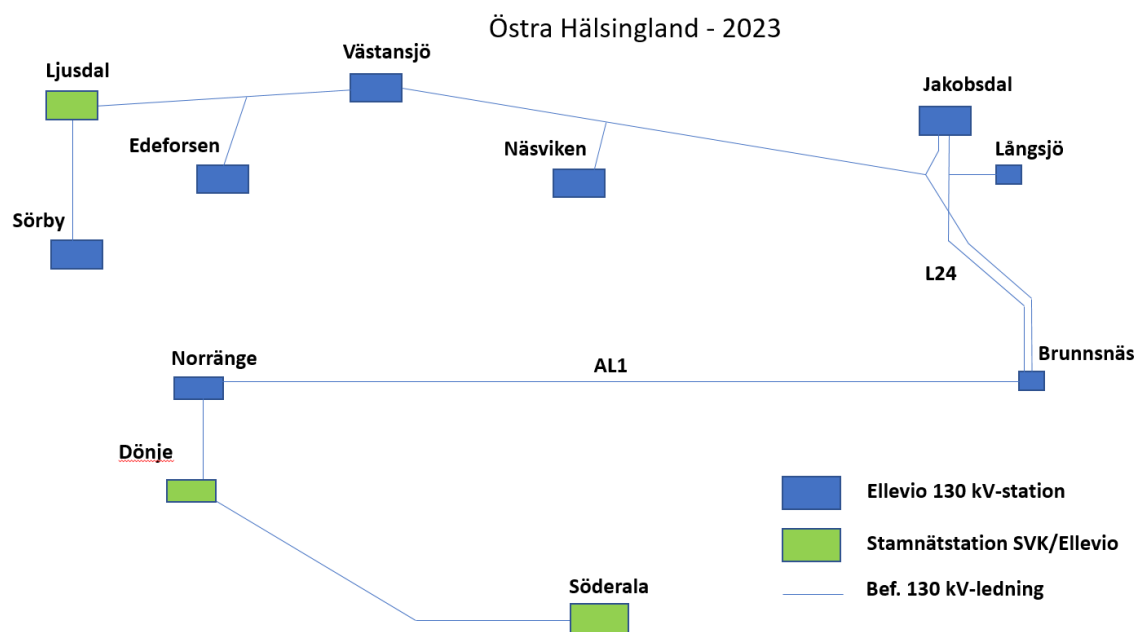 Östra Hälsingland - 2023
Västansjö
Ljusdal
Jakobsdal
Edeforsen
Näsviken
Långsjö
Sörby
L24
Norränge
AL1
Brunnsnäs
Dönje
Ellevio 130 kV-station
Stamnätstation SVK/Ellevio
Söderala
Bef. 130 kV-ledning